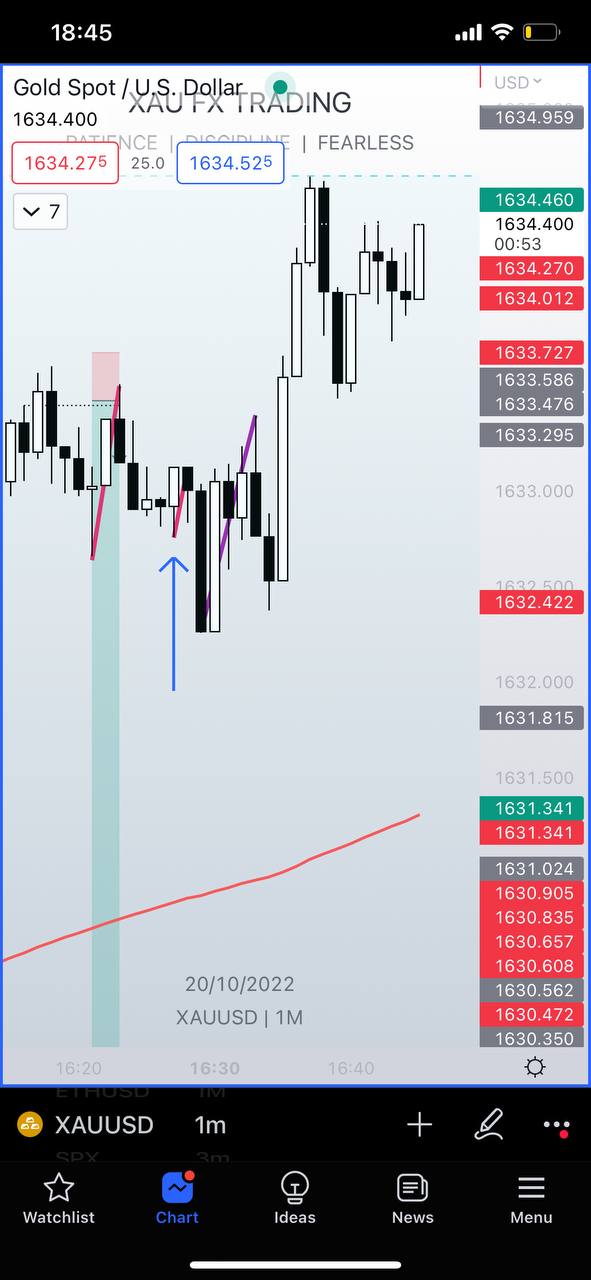 18:45
Gold Spot / U.S. Dollar
XAU FX TRADING
1634.400
PATIENCE | DISCIPLINE | FEARLESS
1634.275 25.0 1634.525
7
USD
1634.959
1634.460
1634.400
00:53
1634.270
1634.012
1633.727
1633.586
1633.476
1633.295
1633.000
1632.500
1632.422
1632.000
1631.815
1631.500
1631.341
1631.341
1631.024
1630.905
1630.835
1630.657
1630.608
1630.562
1630.472
1630.350
20/10/2022
XAUUSD | 1M
16:20 16:30 16:40
ETHUSD 1M
XAUUSD 1m
SPX 3m
Watchlist Chart Ideas News Menu